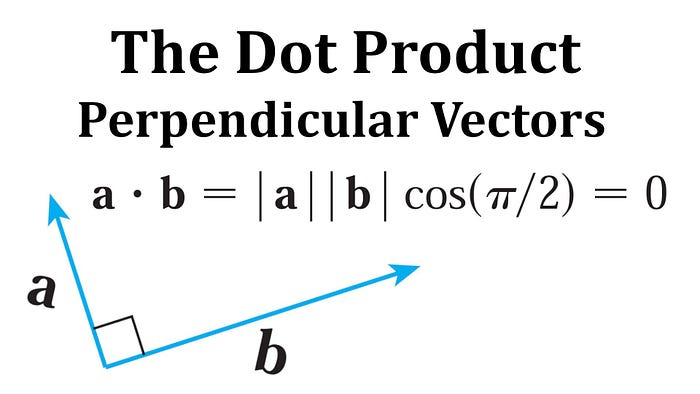 The Dot Product
Perpendicular Vectors
a · b = |a||b| cos(π/2) = 0
a
b